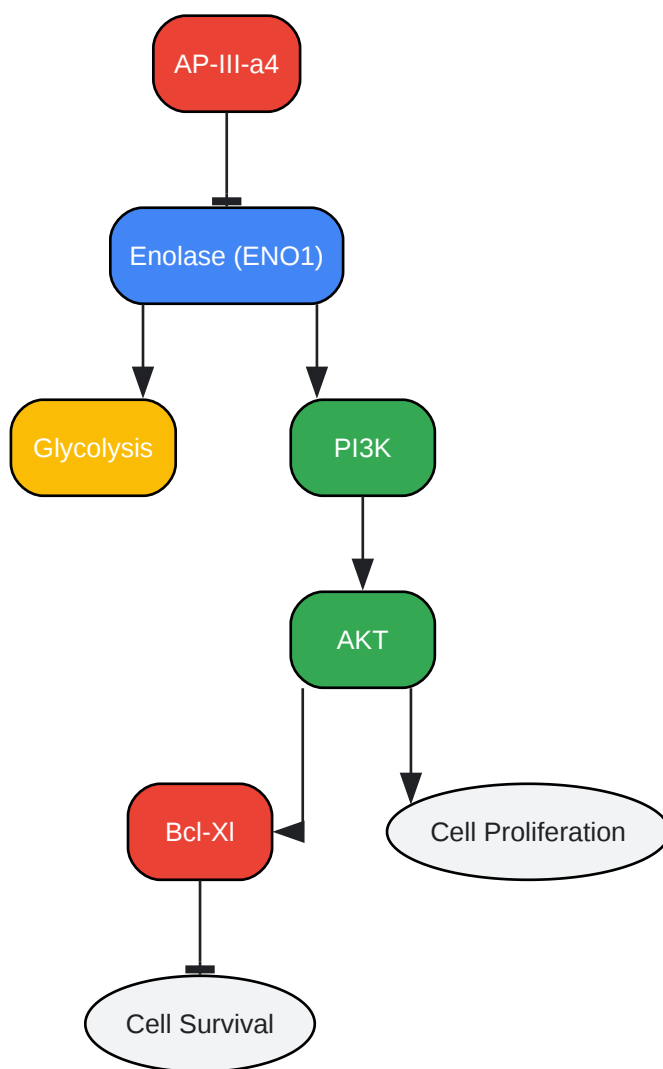 AP-III-a4
Enolase (ENO1)
Glycolysis
PI3K
AKT
Bcl-Xl
Cell Proliferation
Cell Survival